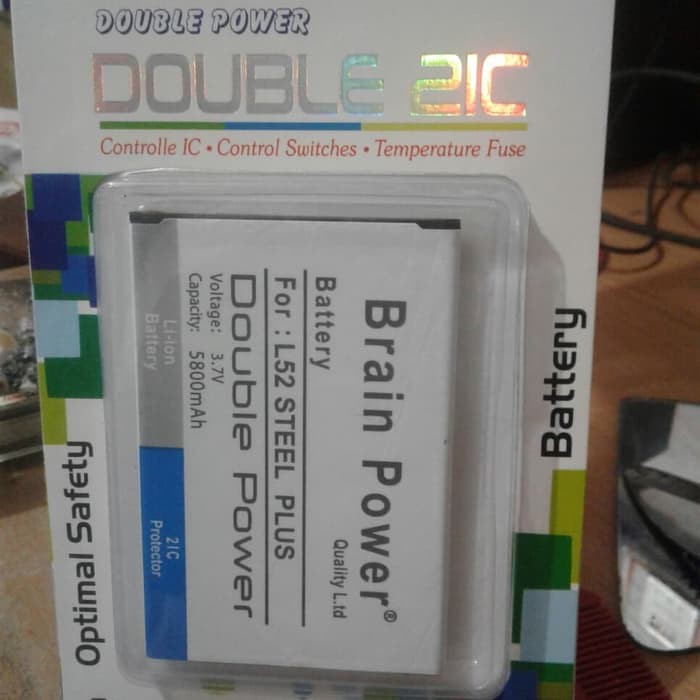 DOUBLE POWER
DOUBLE 2IC
Controlle IC • Control Switches • Temperature Fuse
Brain Power®
Quality L.td
Battery
For : L52 STEEL PLUS
Double Power
Voltage: 3.7V
Capacity: 5800mAh
Li-Ion
Battery
2IC
Protector
Battery
Optimal Safety